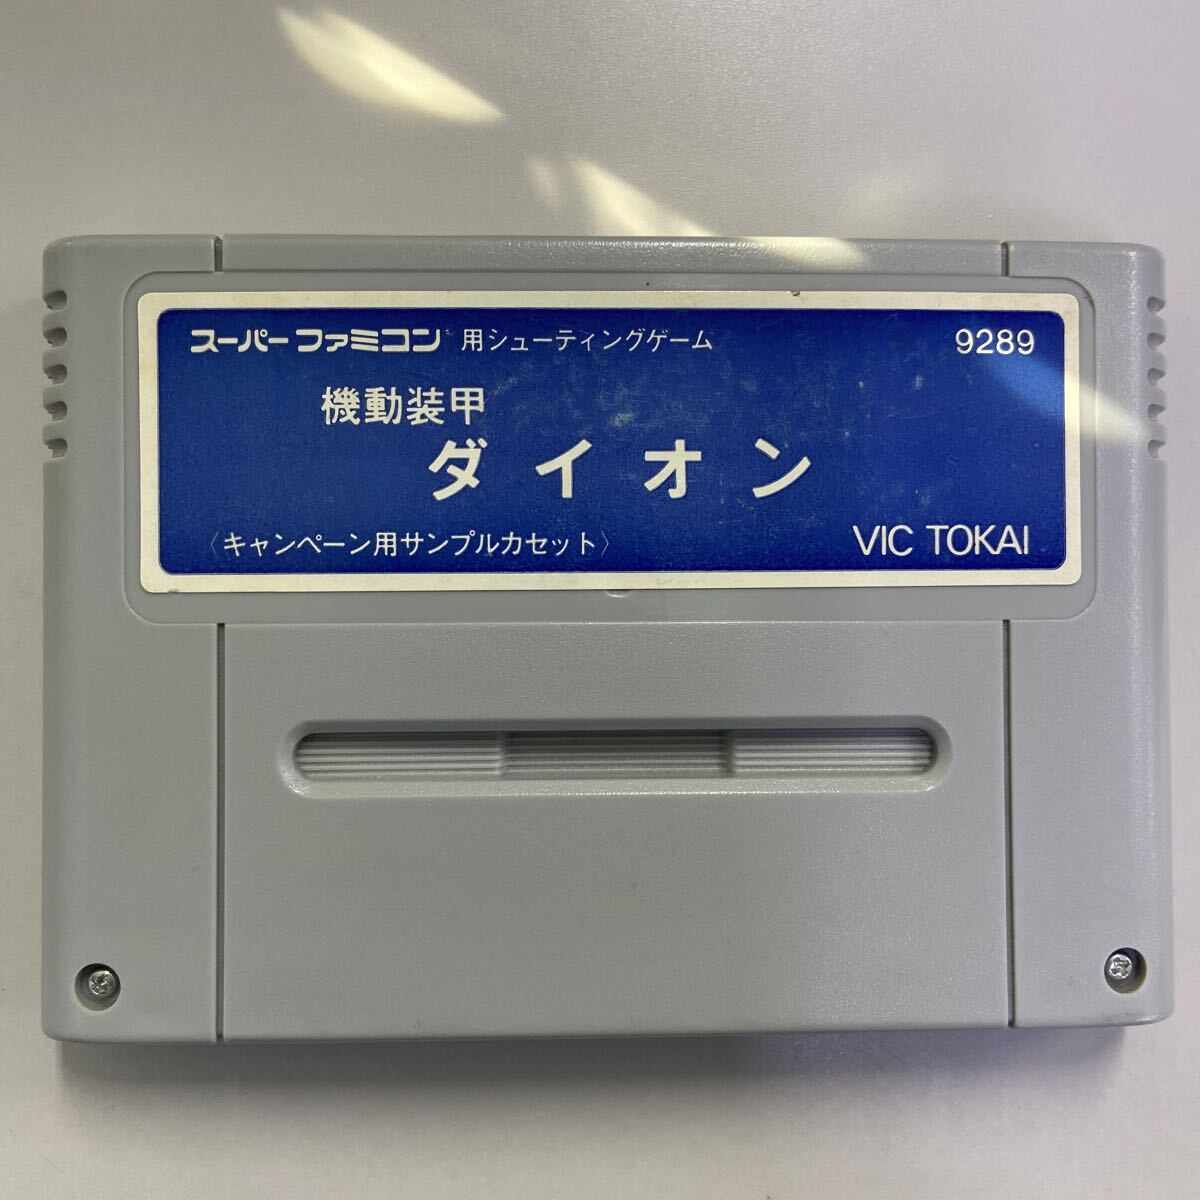 スーパーファミコン用シューティングゲーム 9289
機動装甲
ダイオン
〈キャンペーン用サンプルカセット〉 VIC TOKAI